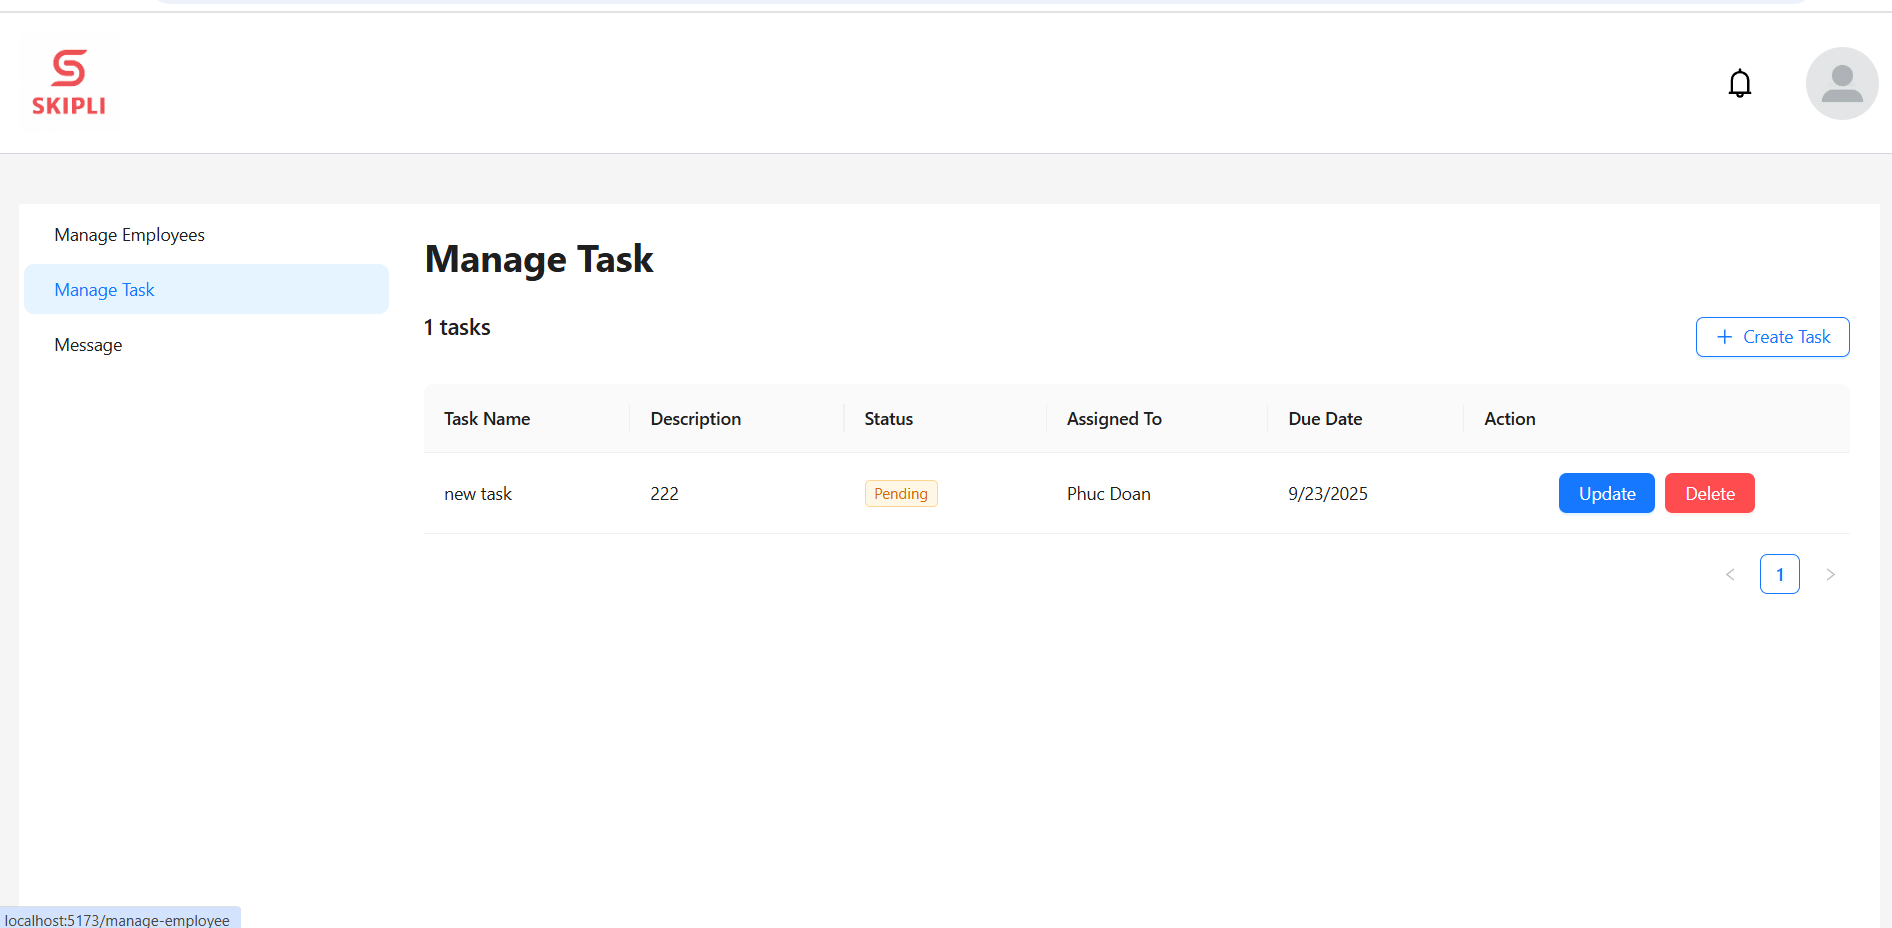 SKIPLI
Manage Employees
Manage Task
Message
Manage Task
1 tasks
Create Task
Task Name Description Status Assigned To Due Date Action
new task 222 Pending Phuc Doan 9/23/2025 Update Delete
< 1 >
localhost:5173/manage-employee